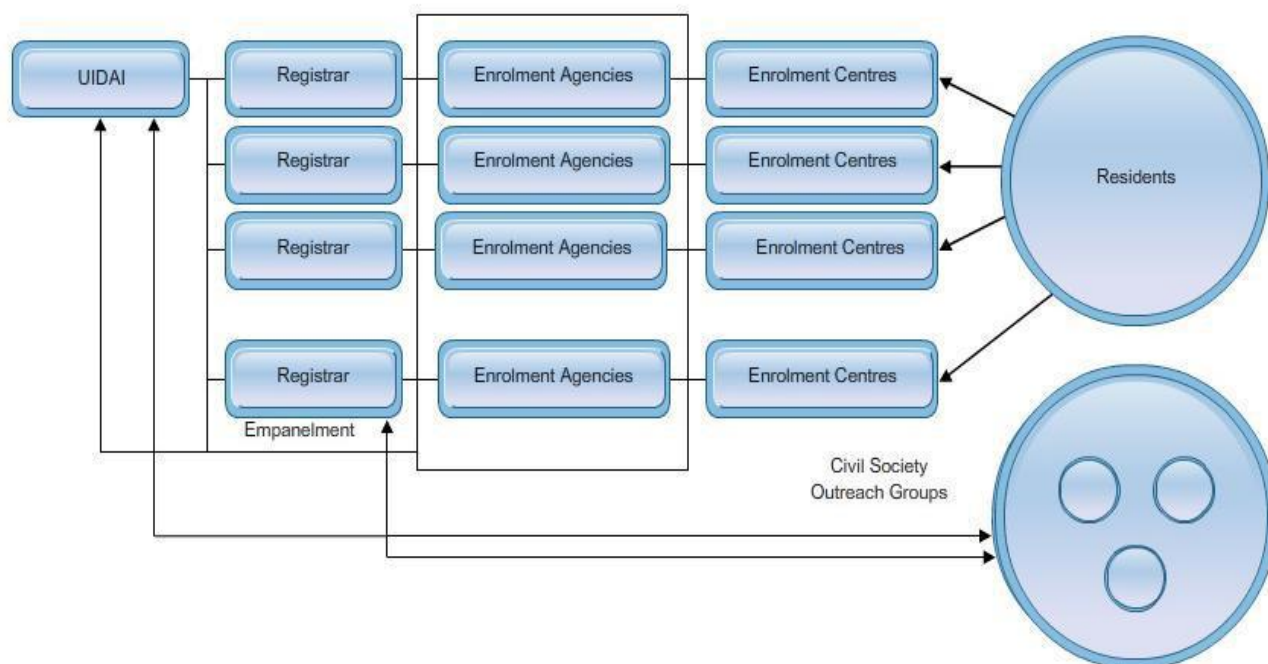 UIDAI
Registrar
Enrolment Agencies
Enrolment Centres
Registrar
Enrolment Agencies
Enrolment Centres
Residents
Registrar
Enrolment Agencies
Enrolment Centres
Registrar
Enrolment Agencies
Enrolment Centres
Empanelment
Civil Society
Outreach Groups